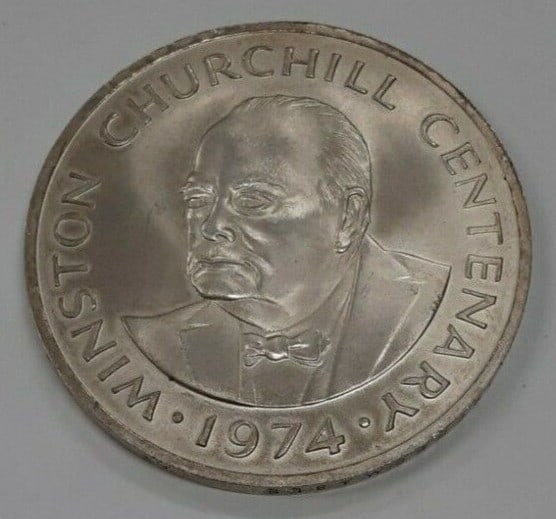 WINSTON CHURCHILL CENTENARY
· 1974 ·